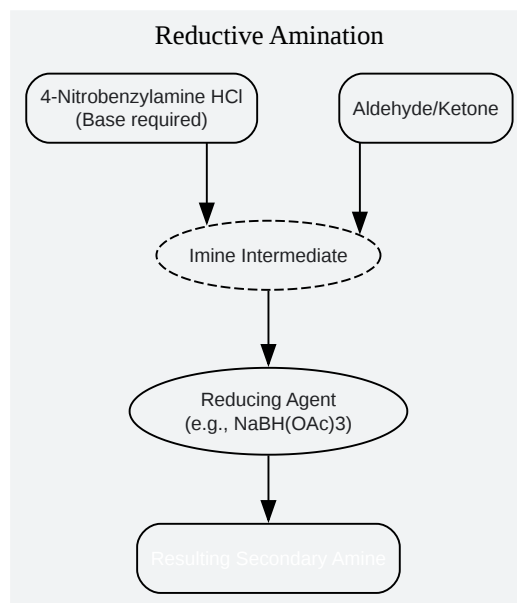 Reductive Amination
4-Nitrobenzylamine HCl
(Base required)
Aldehyde/Ketone
Imine Intermediate
Reducing Agent
(e.g., NaBH(OAc)3)
Resulting Secondary Amine